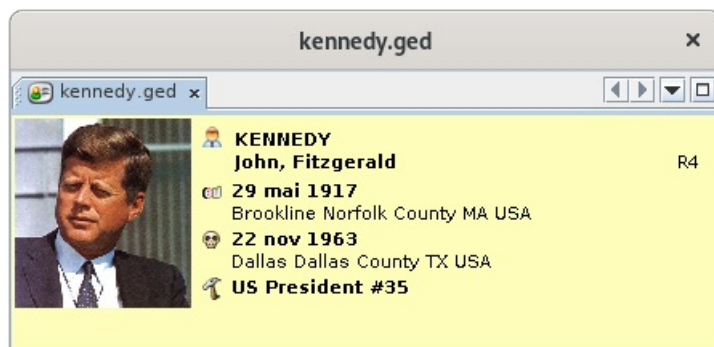 kennedy.ged
kennedy.ged
KENNEDY
John, Fitzgerald R4
29 mai 1917
Brookline Norfolk County MA USA
22 nov 1963
Dallas Dallas County TX USA
US President #35